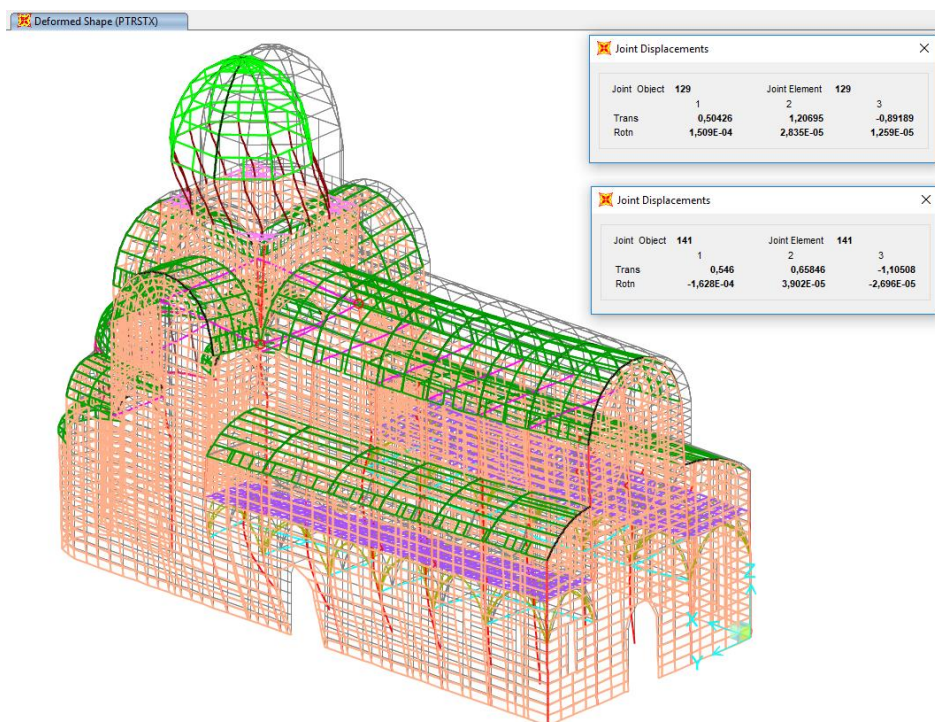 Deformed Shape (PTRSTX)
Joint Displacements
Joint Object 129 Joint Element 129
1 2 3
Trans 0,50426 1,20695 -0,89189
Rotn 1,509E-04 2,835E-05 1,259E-05
Joint Displacements
Joint Object 141 Joint Element 141
1 2 3
Trans 0,546 0,65846 -1,10508
Rotn -1,628E-04 3,902E-05 -2,696E-05
Z
X
Y